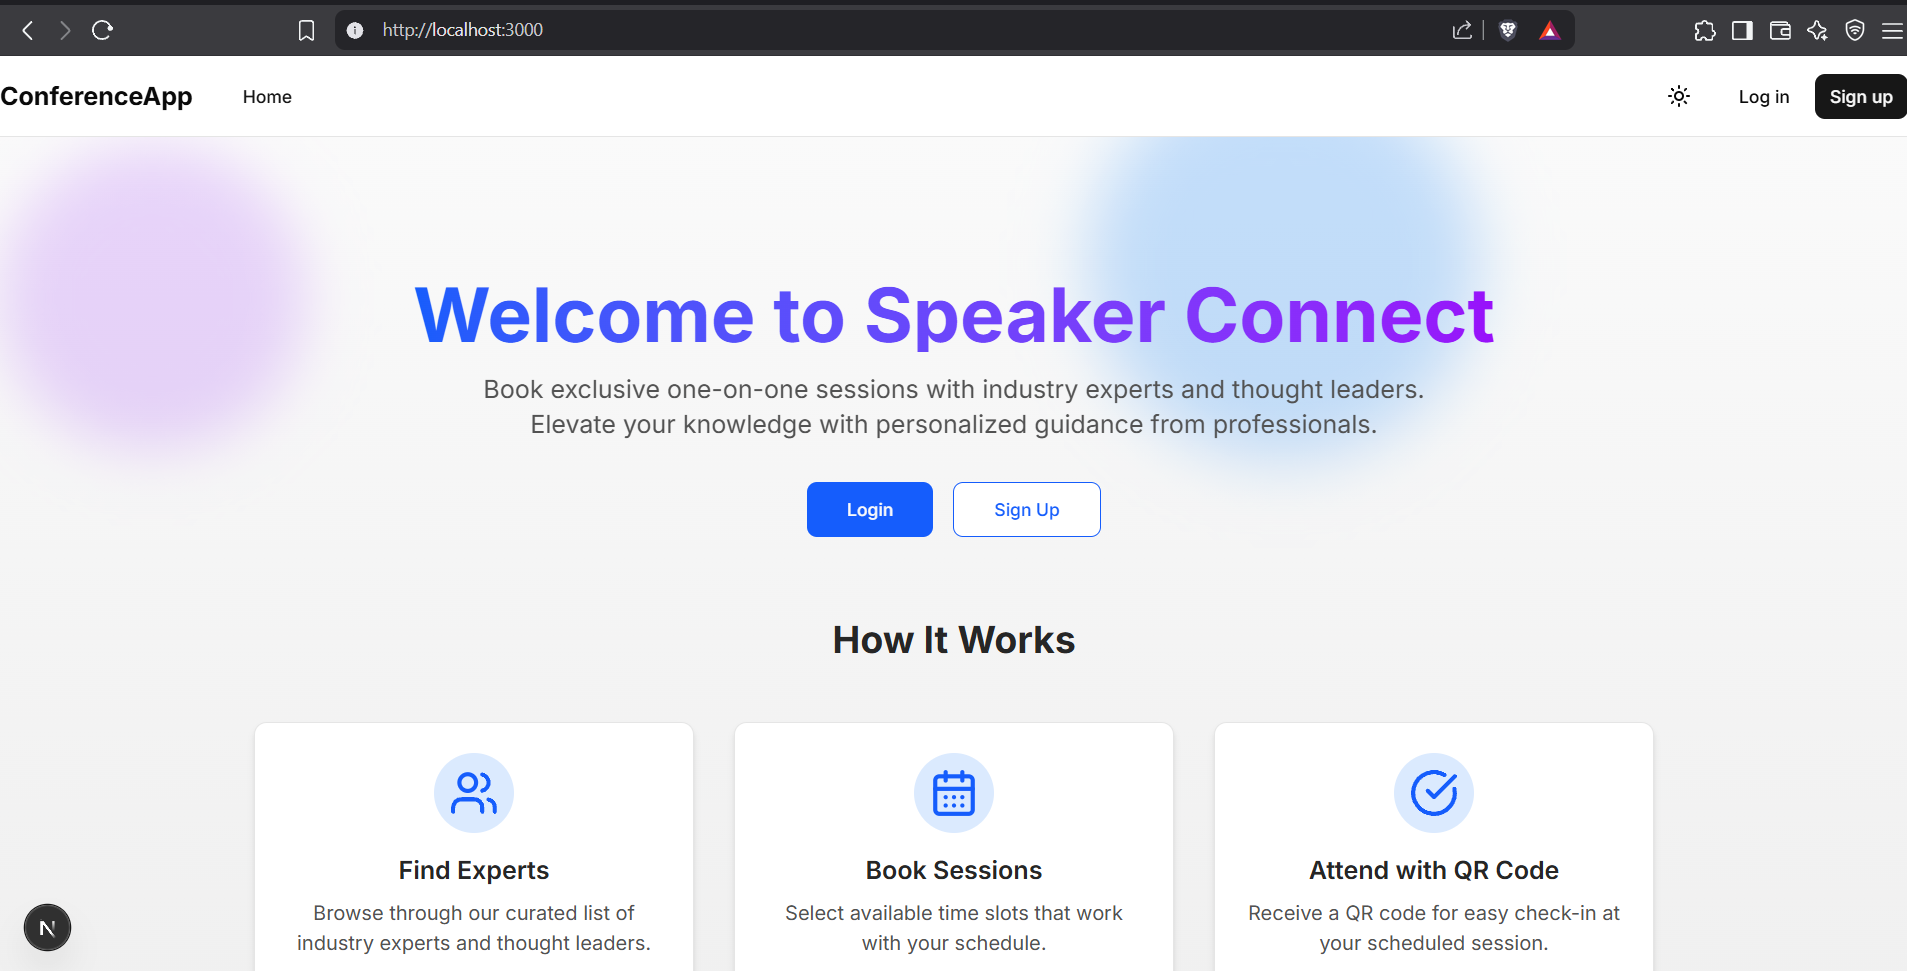 http://localhost:3000
ConferenceApp
Home
Log in
Sign up
Welcome to Speaker Connect
Book exclusive one-on-one sessions with industry experts and thought leaders.
Elevate your knowledge with personalized guidance from professionals.
Login
Sign Up
How It Works
Find Experts
Browse through our curated list of
industry experts and thought leaders.
Book Sessions
Select available time slots that work
with your schedule.
Attend with QR Code
Receive a QR code for easy check-in at
your scheduled session.
N